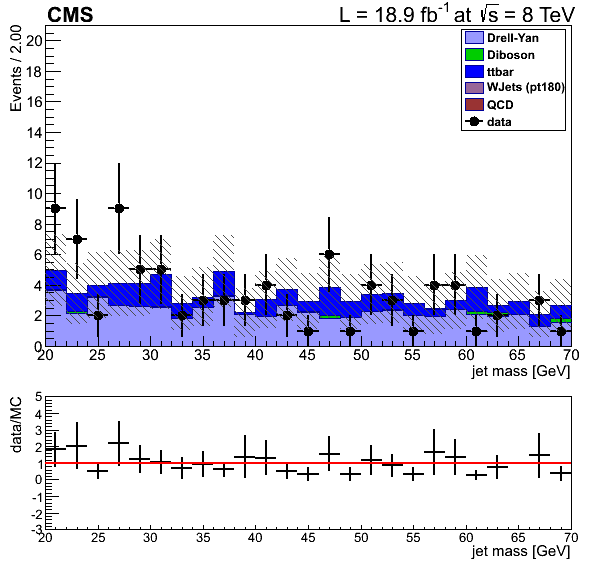 CMS L = 18.9 fb⁻¹ at √s = 8 TeV
Events / 2.00
20
18
16
14
12
10
8
6
4
2
0
Drell-Yan
Diboson
ttbar
WJets (pt180)
QCD
data
20 25 30 35 40 45 50 55 60 65 70
jet mass [GeV]
data/MC
5
4
3
2
1
0
-1
-2
-3
20 25 30 35 40 45 50 55 60 65 70
jet mass [GeV]